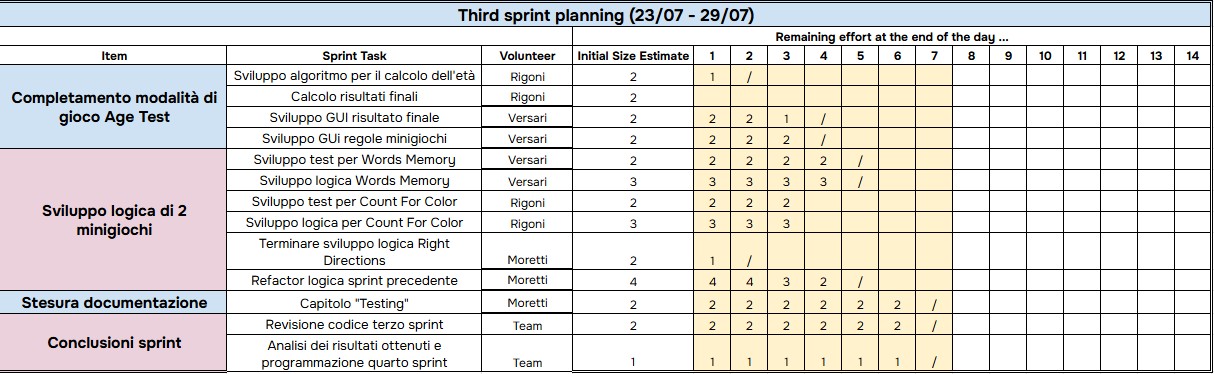 Third sprint planning (23/07 - 29/07)
Remaining effort at the end of the day ...
Item Sprint Task Volunteer Initial Size Estimate 1 2 3 4 5 6 7 8 9 10 11 12 13 14
Completamento modalità di
gioco Age Test
Sviluppo algoritmo per il calcolo dell'età Rigoni 2 1 /
Calcolo risultati finali Rigoni 2
Sviluppo GUI risultato finale Versari 2 2 2 1 /
Sviluppo GUi regole minigiochi Versari 2 2 2 2 /
Sviluppo logica di 2
minigiochi
Sviluppo test per Words Memory Versari 2 2 2 2 2 /
Sviluppo logica Words Memory Versari 3 3 3 3 3 /
Sviluppo test per Count For Color Rigoni 2 2 2 2
Sviluppo logica per Count For Color Rigoni 3 3 3 3
Terminare sviluppo logica Right
Directions Moretti 2 1 /
Refactor logica sprint precedente Moretti 4 4 4 3 2 /
Stesura documentazione Capitolo "Testing" Moretti 2 2 2 2 2 2 2 /
Conclusioni sprint
Revisione codice terzo sprint Team 2 2 2 2 2 2 2 /
Analisi dei risultati ottenuti e
programmazione quarto sprint Team 1 1 1 1 1 1 1 /